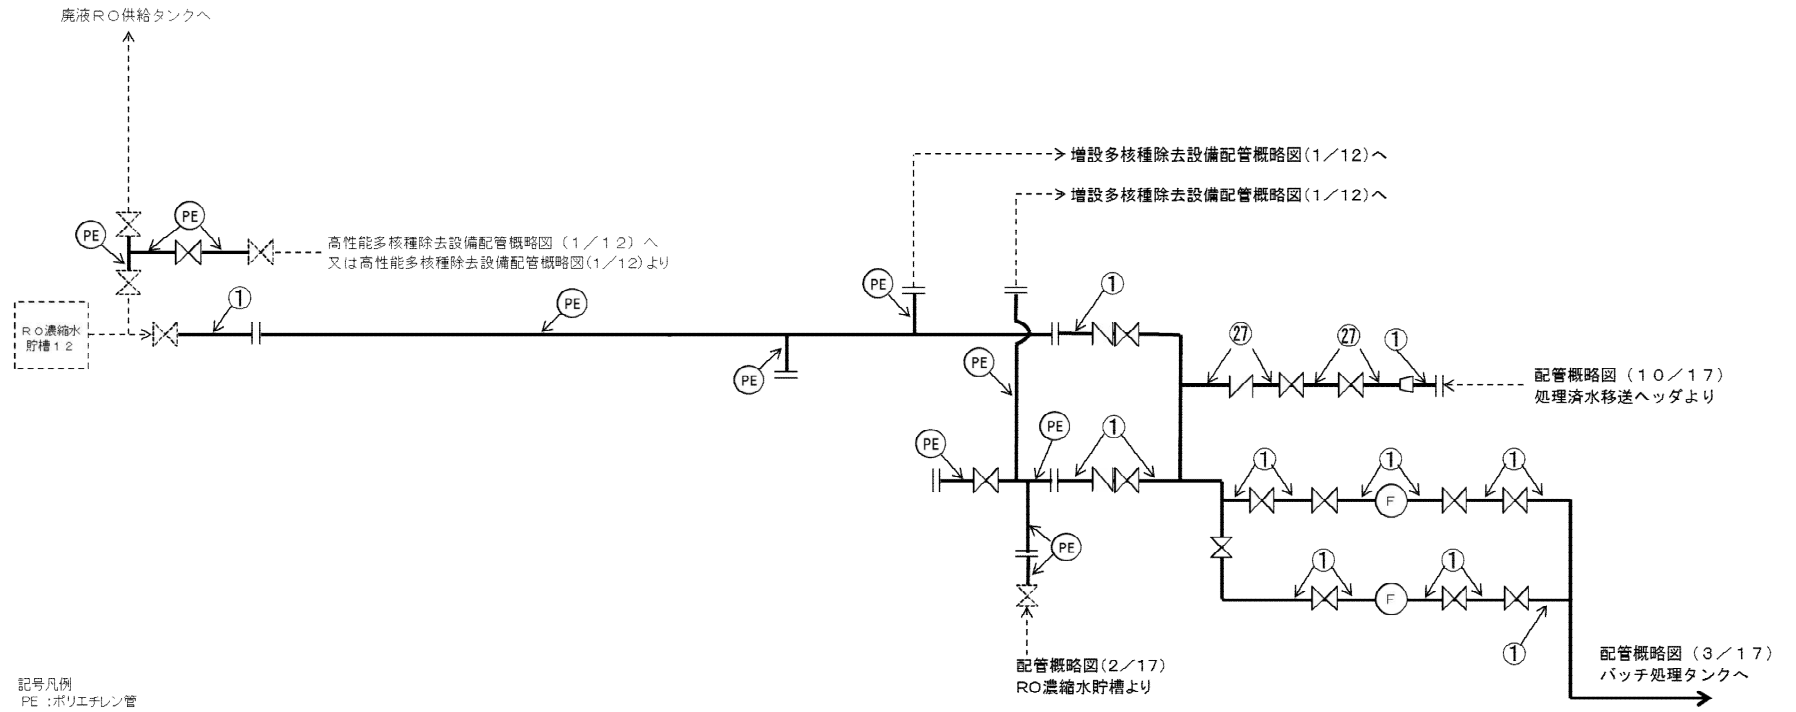 廃液RO供給タンクへ
増設多核種除去設備配管概略図(1/12)へ
増設多核種除去設備配管概略図(1/12)へ
PE
PE
高性能多核種除去設備配管概略図(1/12)へ
又は高性能多核種除去設備配管概略図(1/12)より
PE
①
PE
①
RO濃縮水
貯槽12
㉗
㉗
①
PE
PE
配管概略図(10/17)
処理済水移送ヘッダより
PE
PE
①
①
①
①
F
PE
①
①
F
①
配管概略図(2/17)
RO濃縮水貯槽より
配管概略図(3/17)
バッチ処理タンクへ
記号凡例
PE:ポリエチレン管